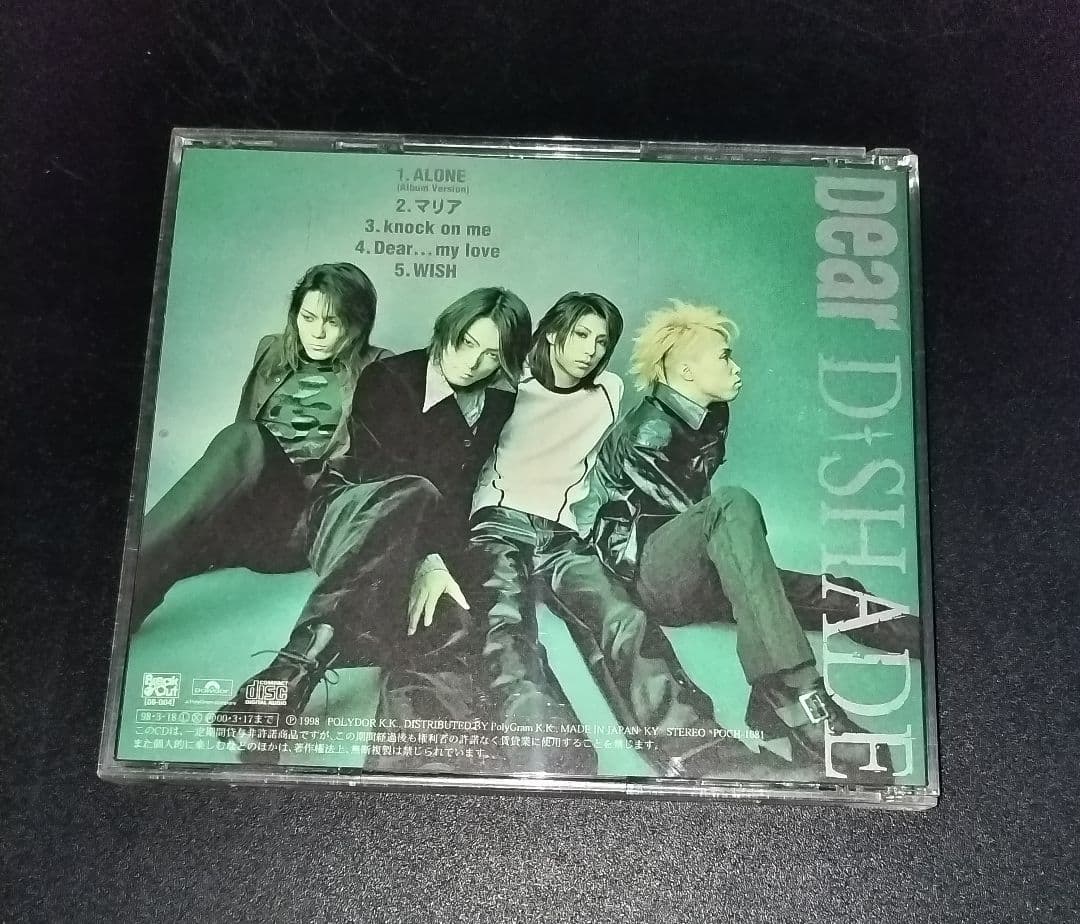 1. ALONE
(Album Version)
2. マリア
3. knock on me
4. Dear...my love
5. WISH
Dear D+SHADE
Break Out
[OB-004]
polydor
a PolyGram company
COMPACT
disc
DIGITAL AUDIO
98・3・18 Ⓛ Ⓧ 00・3・17まで Ⓟ 1998 POLYDOR K.K., DISTRIBUTED BY PolyGram K.K., MADE IN JAPAN・KY STEREO *POCH-1681
このCDは、一定期間貸与非許諾商品ですが、この期間経過後も権利者の許諾なく賃貸業に使用することを禁じます。
また個人的に楽しむなどのほかは、著作権法上、無断複製は禁じられています。